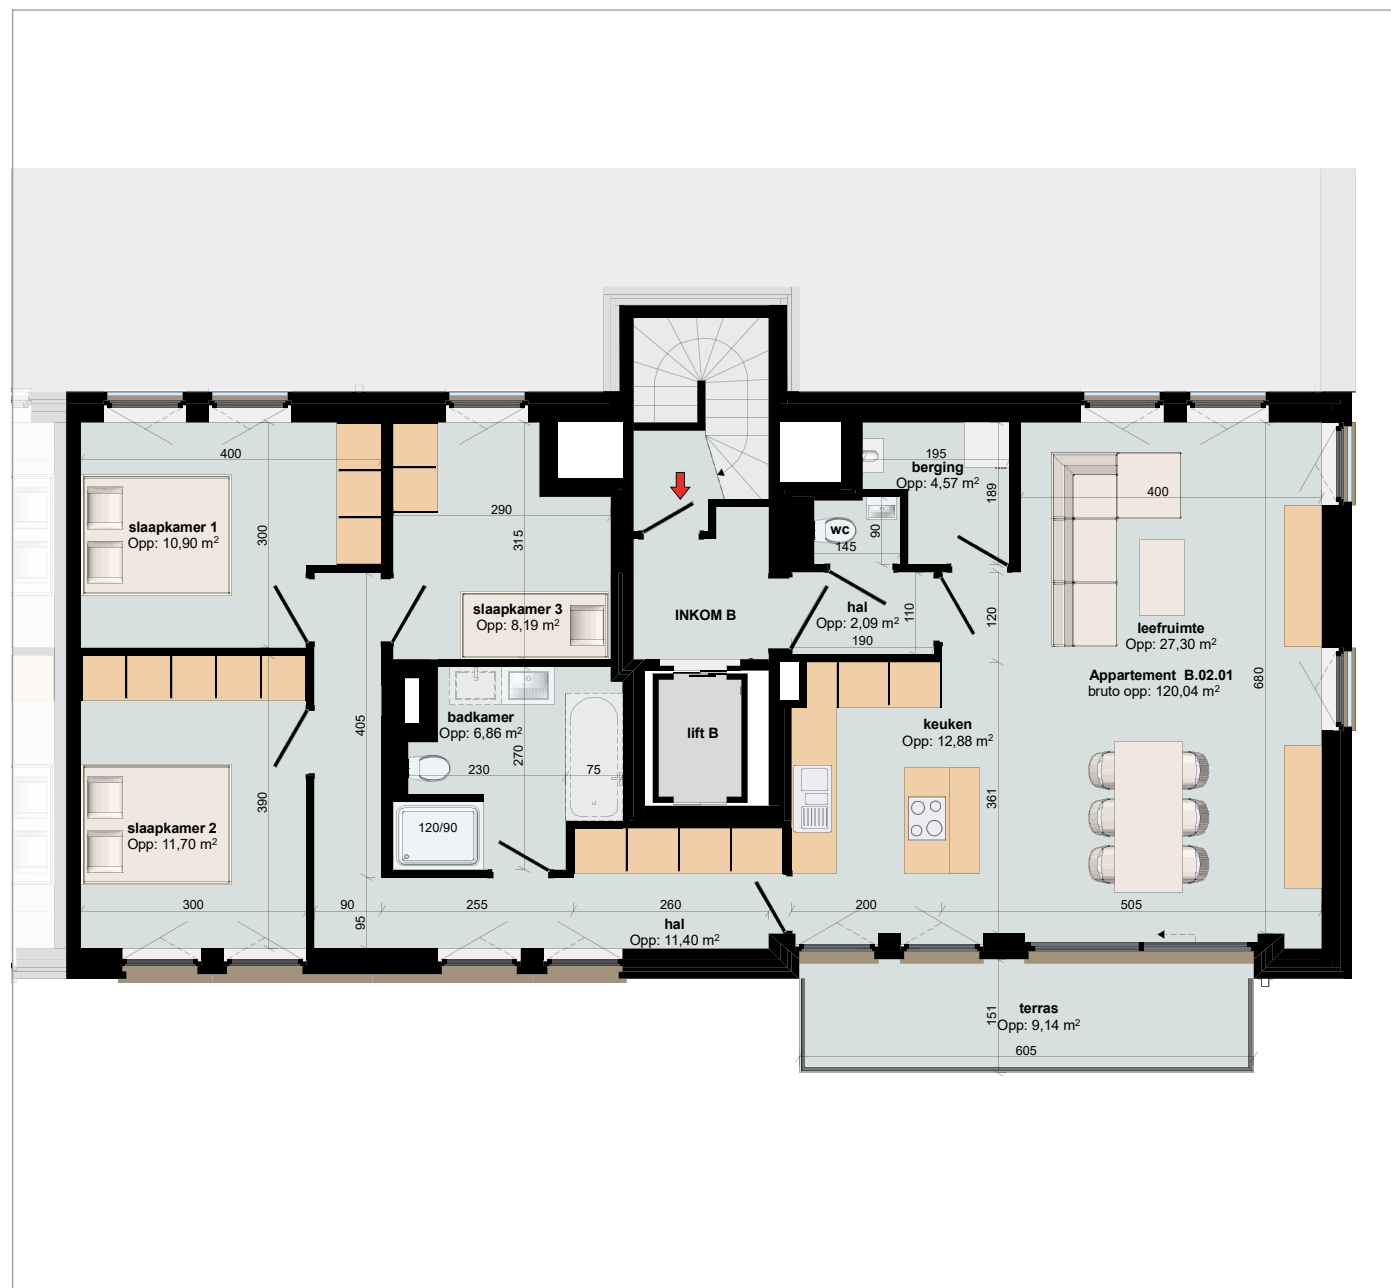 400
slaapkamer 1
Opp: 10,90 m²
300
290
315
slaapkamer 3
Opp: 8,19 m²
195
berging
Opp: 4,57 m²
189
wc
145
90
400
INKOM B
hal
Opp: 2,09 m²
190
110
120
leefruimte
Opp: 27,30 m²
Appartement B.02.01
bruto opp: 120,04 m²
680
405
badkamer
Opp: 6,86 m²
270
230
75
120/90
lift B
keuken
Opp: 12,88 m²
361
slaapkamer 2
Opp: 11,70 m²
390
300
90
95
255
260
hal
Opp: 11,40 m²
200
505
terras
Opp: 9,14 m²
151
605